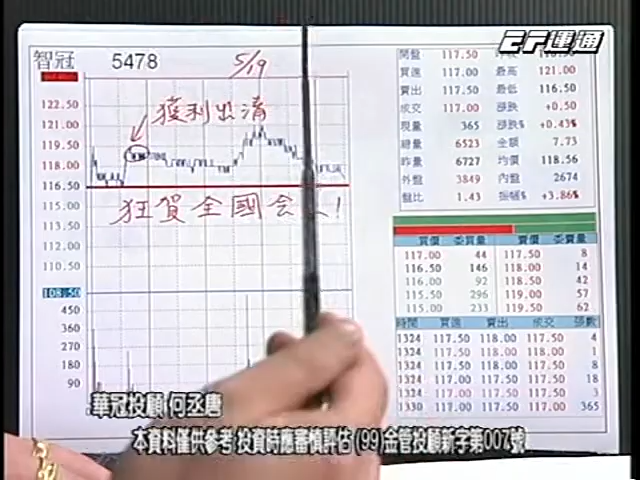 智冠 5478 5/19
獲利出清
狂賀全國會 !
122.50
121.00
119.50
118.00
116.50
115.00
113.50
112.00
110.50
108.50
450
360
270
180
90
開盤 117.50
買進 117.00 最高 121.00
賣出 117.50 最低 116.50
成交 117.00 漲跌 +0.50
現量 365 漲跌% +0.43%
總量 6523 金額 7.73
昨量 6727 均價 118.56
外盤 3849 內盤 2674
盤比 1.43 振幅% +3.86%
買價 委買量 賣價 委賣量
117.00 44 117.50 8
116.50 146 118.00 14
116.00 92 118.50 42
115.50 296 119.00 57
115.00 233 119.50 62
時間 買進 賣出 成交 張數
1324 117.50 118.00 117.50 4
1324 117.50 118.00 118.00 1
1324 117.50 118.00 117.50 8
1324 117.50 118.00 117.50 18
1324 117.50 118.00 117.50 3
1330 117.00 117.50 117.00 365
華冠投顧 何丞唐
本資料僅供參考 投資時應審慎評估 (99)金管投顧新字第007號